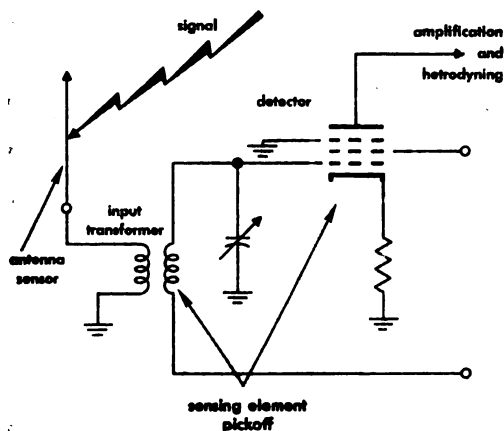 signal
amplification
and
hetrodyning
detector
input
transformer
antenna
sensor
sensing element
pickoff